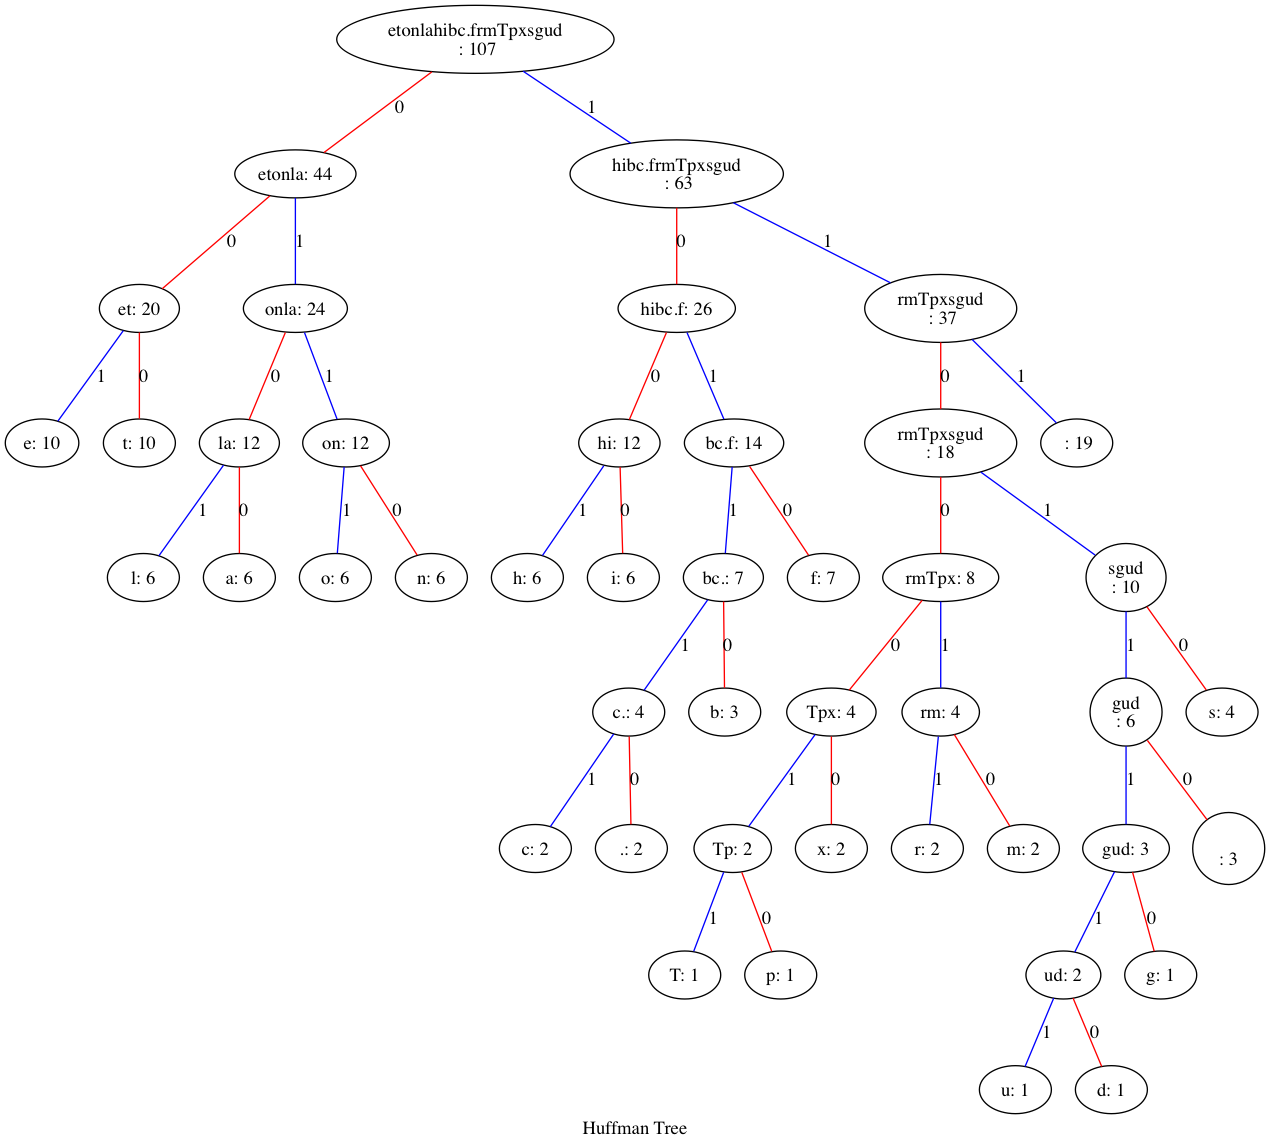 etonlahibc.frmTpxsgud
: 107
0
1
etonla: 44
hibc.frmTpxsgud
: 63
0
1
0
1
et: 20
onla: 24
hibc.f: 26
rmTpxsgud
: 37
1
0
0
1
0
1
0
1
e: 10
t: 10
la: 12
on: 12
hi: 12
bc.f: 14
rmTpxsgud
: 18
: 19
1
0
1
0
1
0
1
0
0
1
l: 6
a: 6
o: 6
n: 6
h: 6
i: 6
bc.: 7
f: 7
rmTpx: 8
sgud
: 10
1
0
0
1
1
0
c.: 4
b: 3
Tpx: 4
rm: 4
gud
: 6
s: 4
1
0
1
0
1
0
1
0
c: 2
.: 2
Tp: 2
x: 2
r: 2
m: 2
gud: 3
: 3
1
0
1
0
T: 1
p: 1
ud: 2
g: 1
1
0
u: 1
d: 1
Huffman Tree